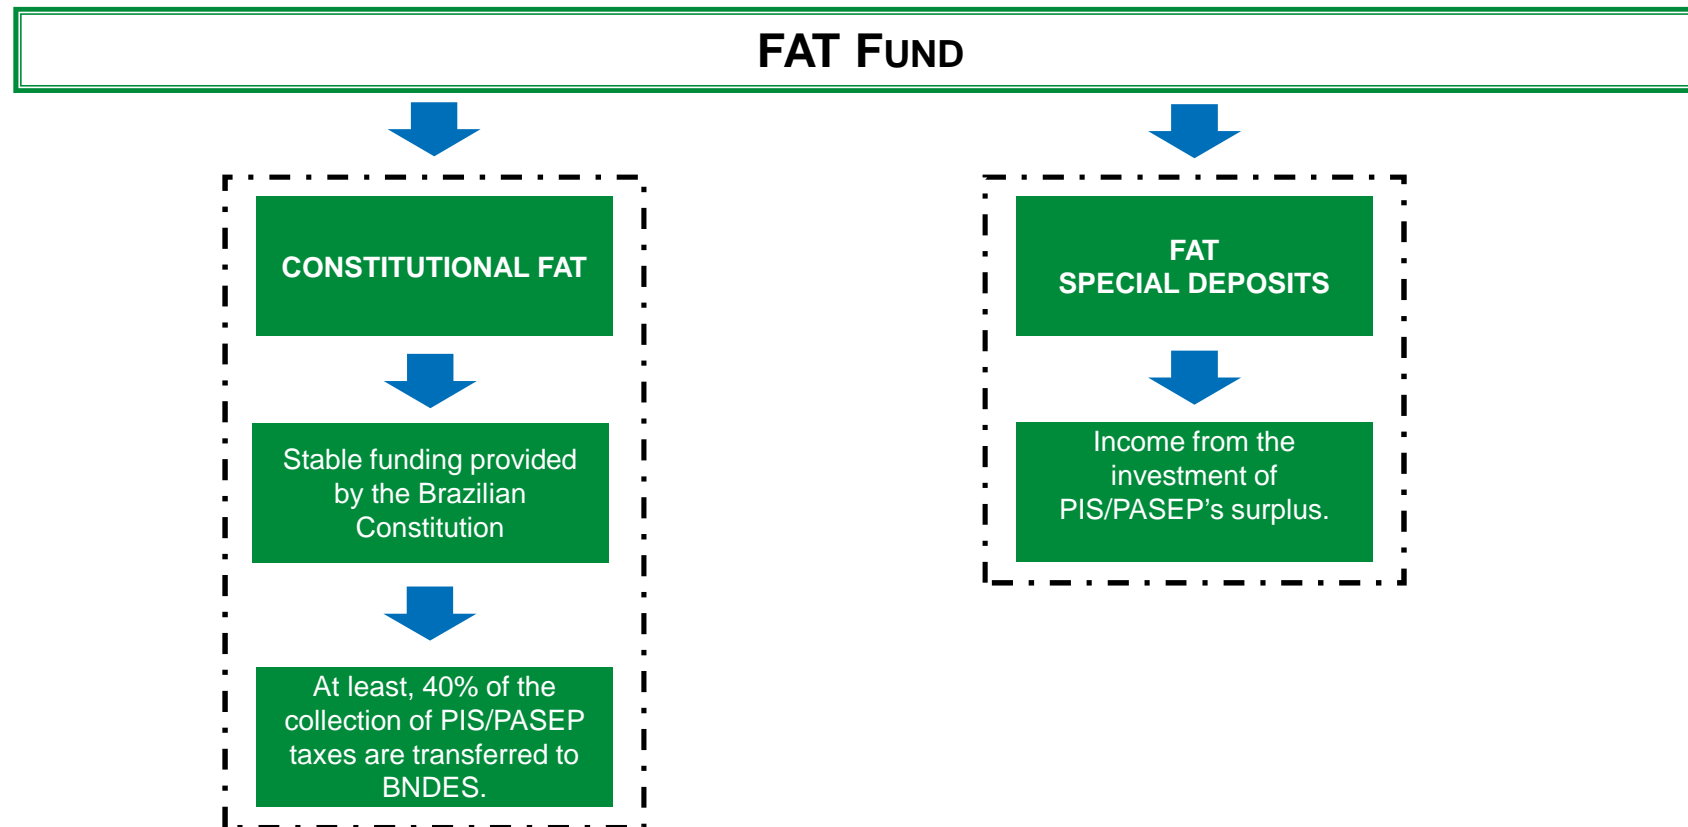 FAT FUND
CONSTITUTIONAL FAT
Stable funding provided
by the Brazilian
Constitution
At least, 40% of the
collection of PIS/PASEP
taxes are transferred to
BNDES.
FAT
SPECIAL DEPOSITS
Income from the
investment of
PIS/PASEP’s surplus.